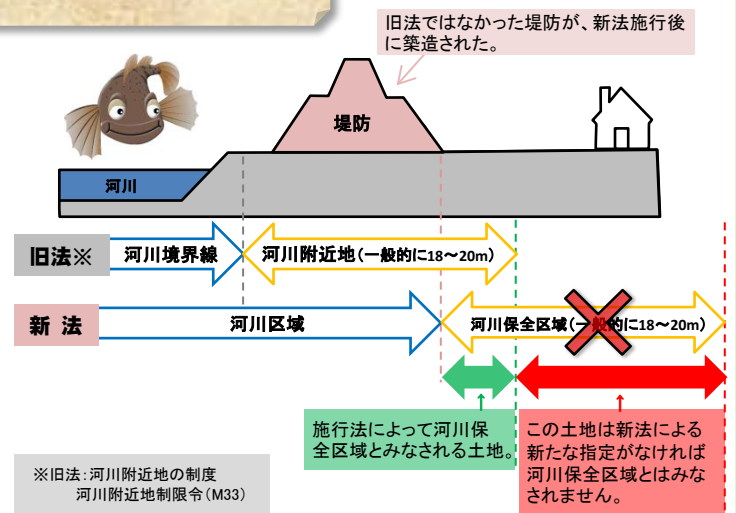 旧法ではなかった堤防が、新法施行後
に築造された。
堤防
河川
旧法※
河川境界線
河川附近地(一般的に18～20m)
新 法
河川区域
河川保全区域(一般的に18～20m)
施行法によって河川保
全区域とみなされる土地。
この土地は新法による
新たな指定がなければ
河川保全区域とはみな
されません。
※旧法:河川附近地の制度
河川附近地制限令(M33)